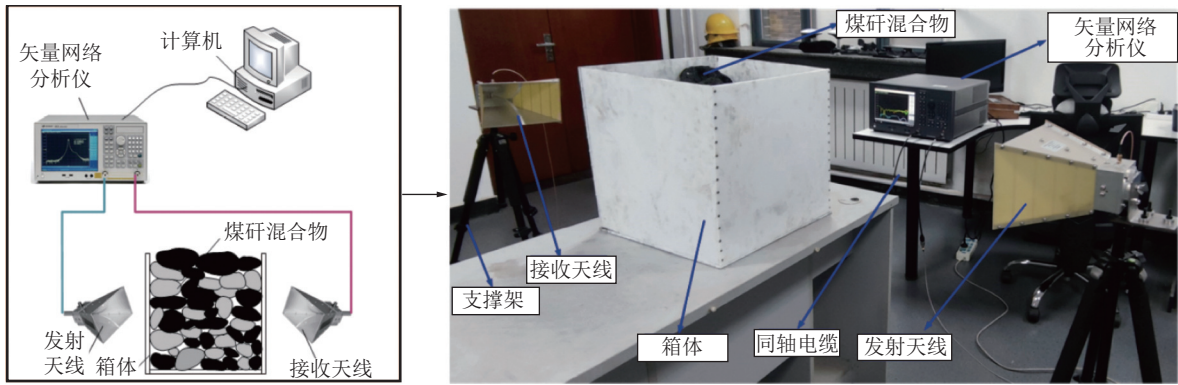 计算机
矢量网络
分析仪
煤矸混合物
发射
天线
箱体
接收天线
煤矸混合物
矢量网络
分析仪
接收天线
支撑架
箱体
同轴电缆
发射天线